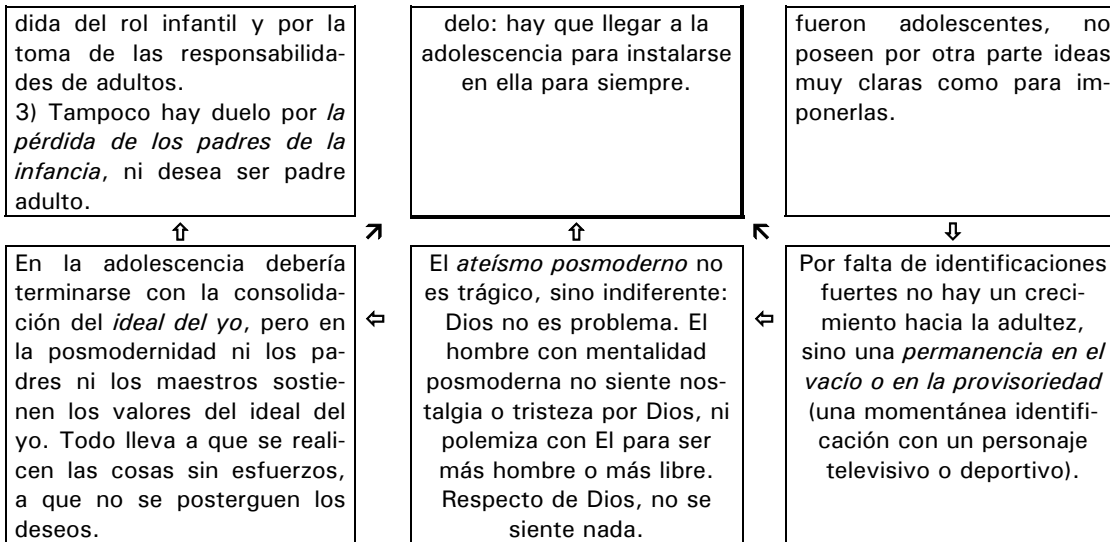 dida del rol infantil y por la
toma de las responsabilida-
des de adultos.
3) Tampoco hay duelo por la
pérdida de los padres de la
infancia, ni desea ser padre
adulto.
delo: hay que llegar a la
adolescencia para instalarse
en ella para siempre.
fueron adolescentes, no
poseen por otra parte ideas
muy claras como para im-
ponerlas.
⇧ ↗ ⇧ ↖ ⇩
En la adolescencia debería
terminarse con la consolida-
ción del ideal del yo, pero en
la posmodernidad ni los pa-
dres ni los maestros sostie-
nen los valores del ideal del
yo. Todo lleva a que se reali-
cen las cosas sin esfuerzos,
a que no se posterguen los
deseos.
⇦
El ateísmo posmoderno no
es trágico, sino indiferente:
Dios no es problema. El
hombre con mentalidad
posmoderna no siente nos-
talgia o tristeza por Dios, ni
polemiza con El para ser
más hombre o más libre.
Respecto de Dios, no se
siente nada.
⇦
Por falta de identificaciones
fuertes no hay un creci-
miento hacia la adultez,
sino una permanencia en el
vacío o en la provisoriedad
(una momentánea identifi-
cación con un personaje
televisivo o deportivo).